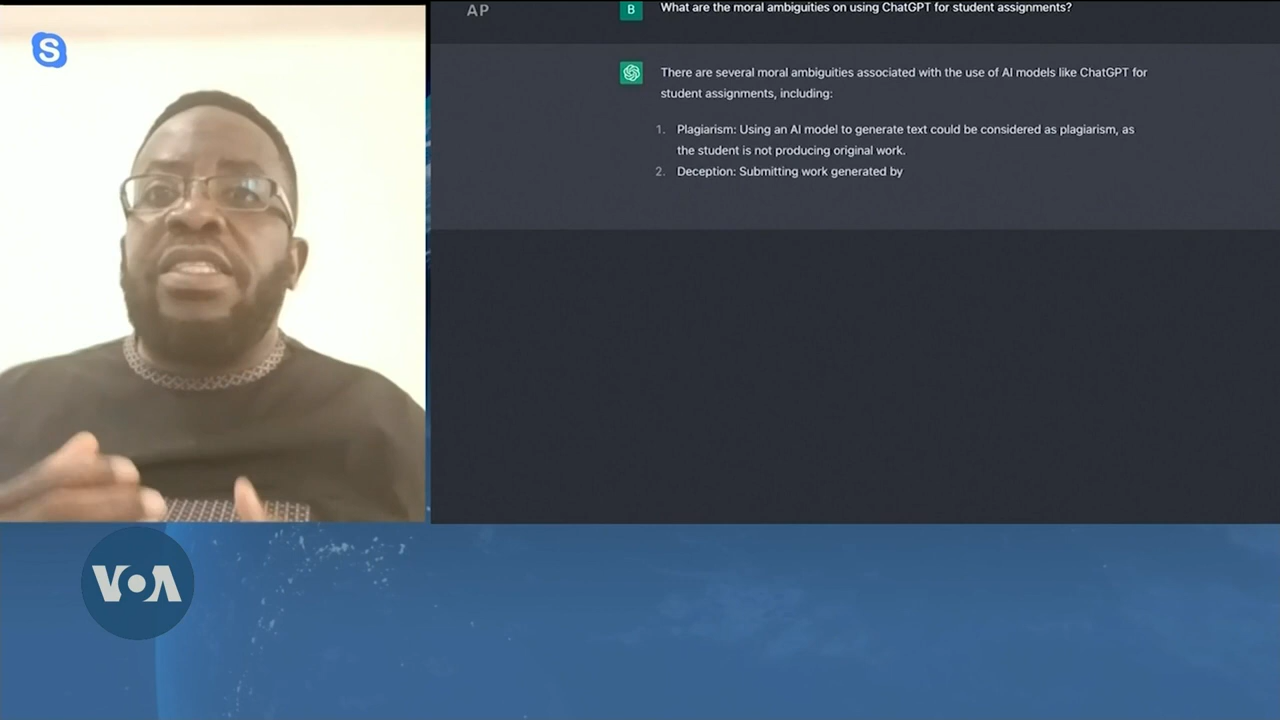 AP
B
What are the moral ambiguities on using ChatGPT for student assignments?
There are several moral ambiguities associated with the use of AI models like ChatGPT for
student assignments, including:
1. Plagiarism: Using an AI model to generate text could be considered as plagiarism, as
the student is not producing original work.
2. Deception: Submitting work generated by
S
VOA